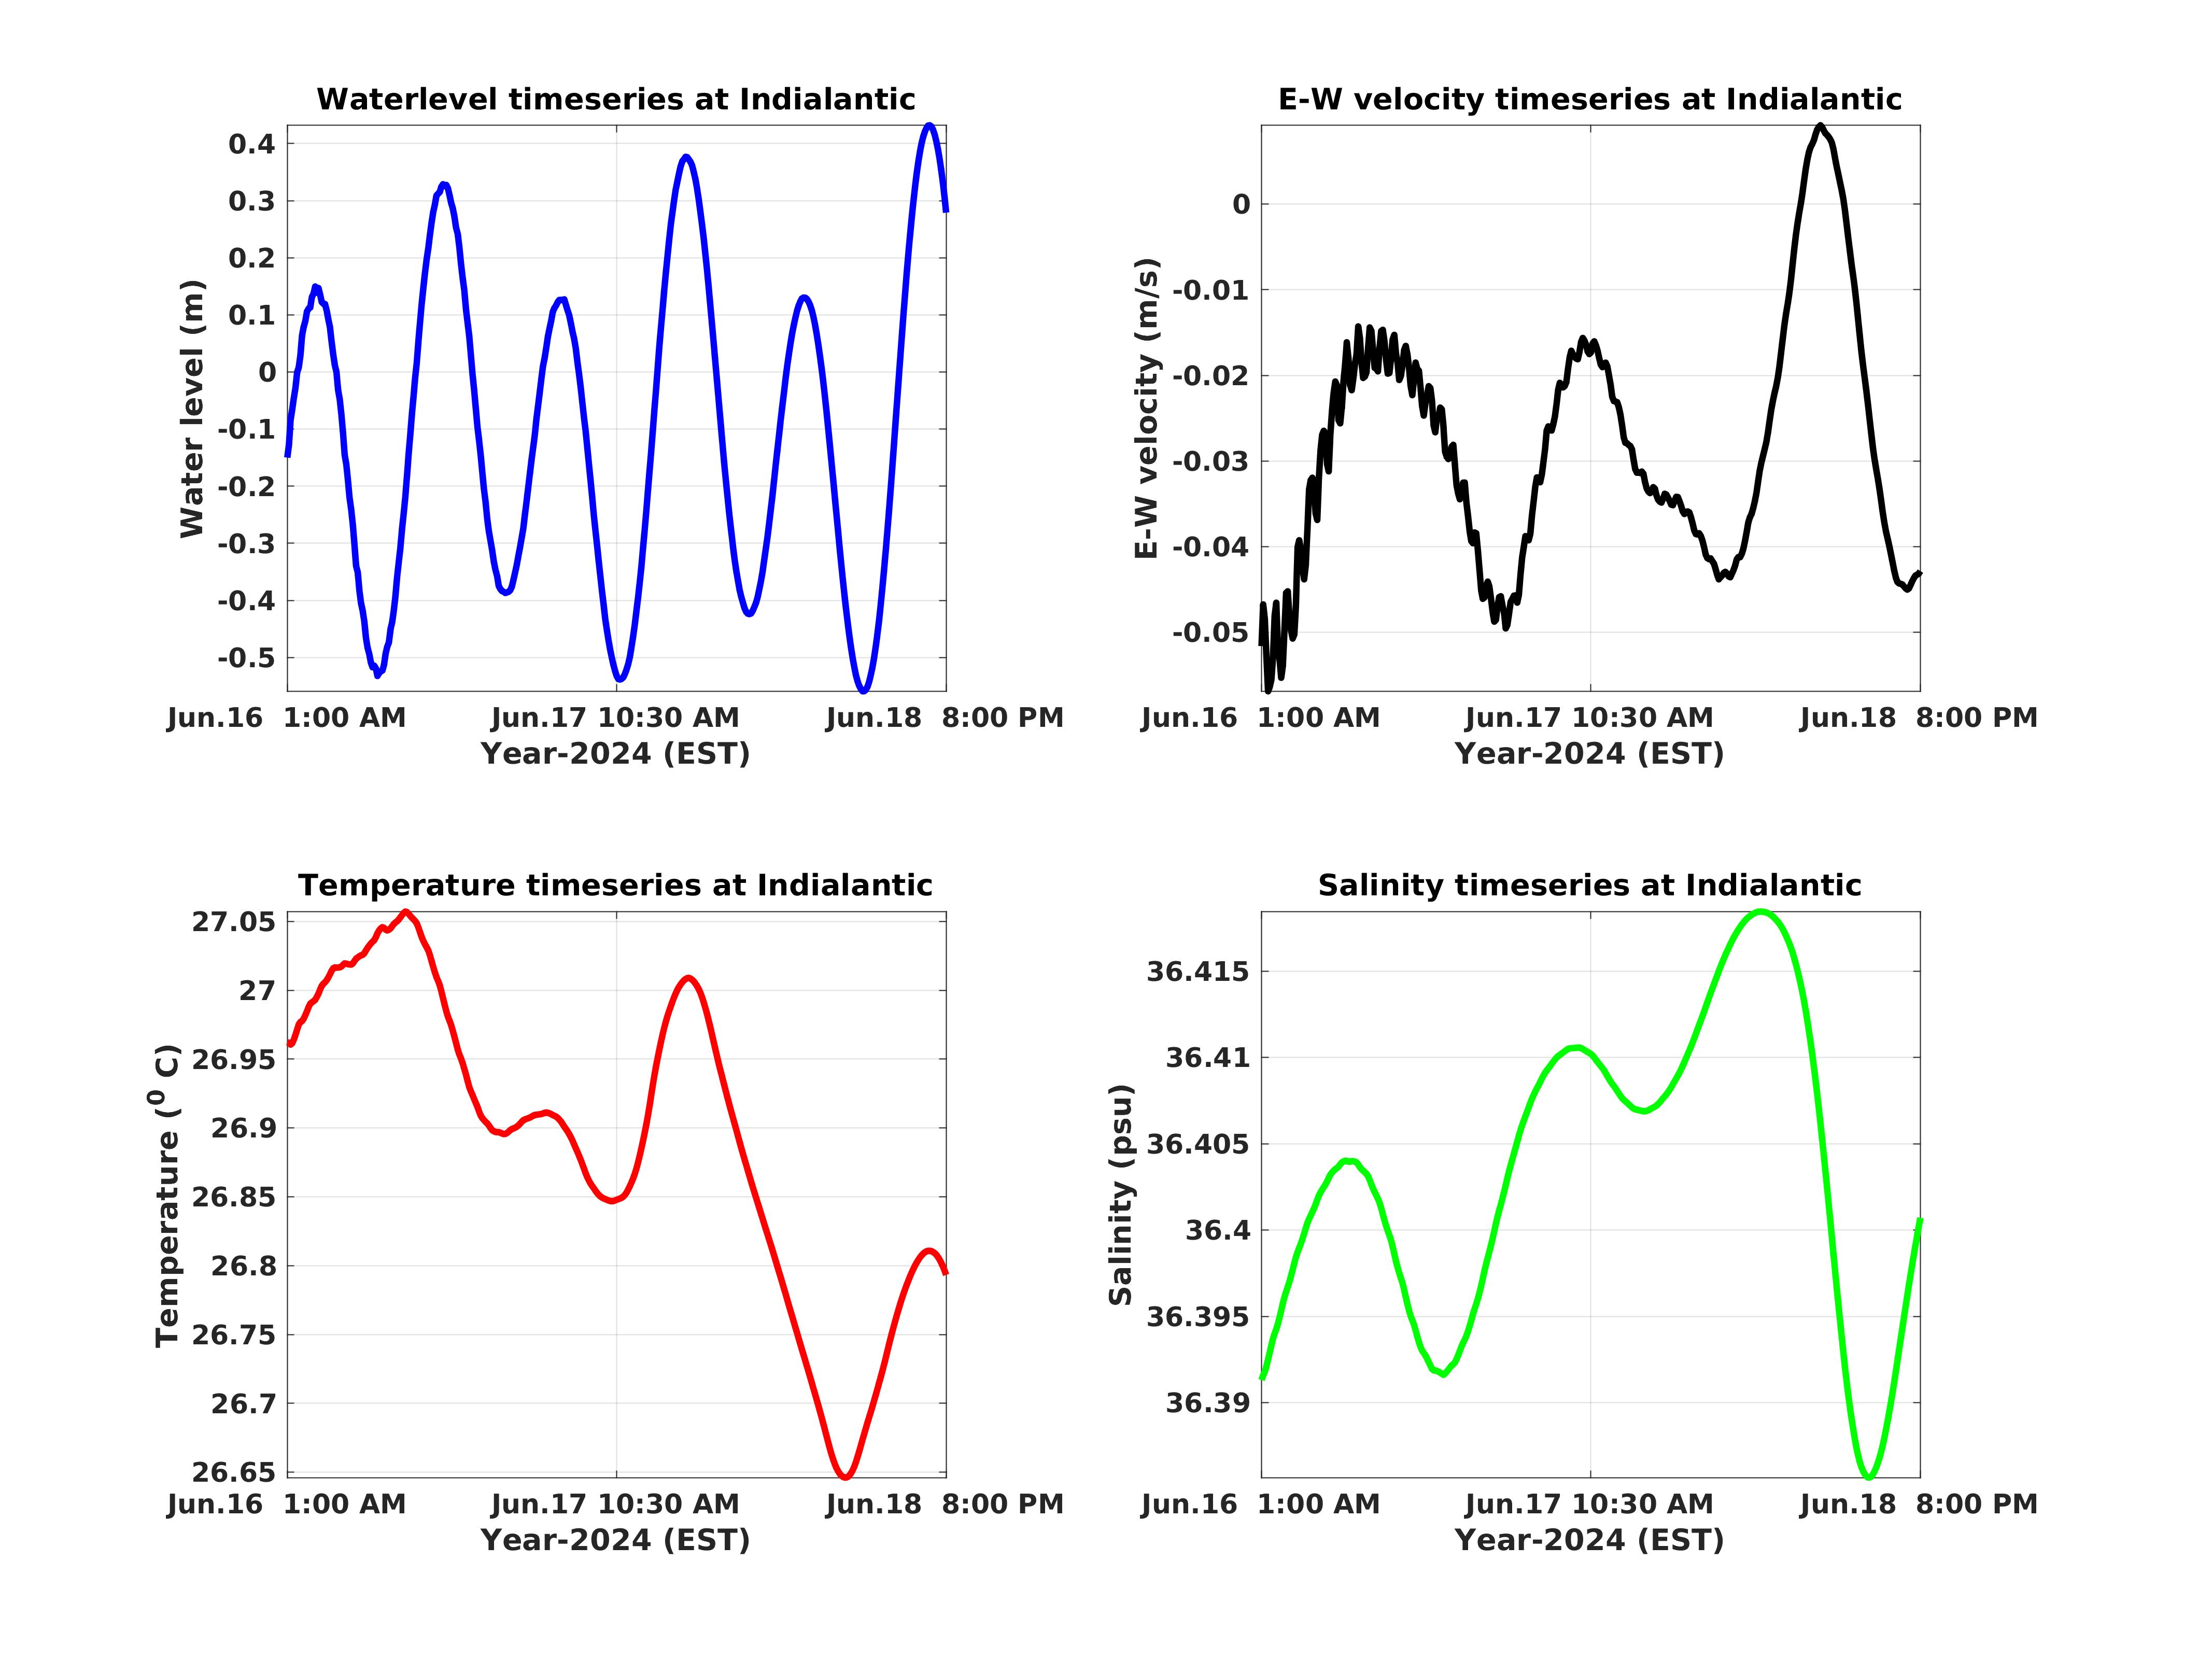 Waterlevel timeseries at Indialantic
0.4
0.3
0.2
0.1
0
-0.1
-0.2
-0.3
-0.4
-0.5
Water level (m)
Jun.16 1:00 AM
Jun.17 10:30 AM
Jun.18 8:00 PM
Year-2024 (EST)
E-W velocity timeseries at Indialantic
0
-0.01
-0.02
-0.03
-0.04
-0.05
E-W velocity (m/s)
Jun.16 1:00 AM
Jun.17 10:30 AM
Jun.18 8:00 PM
Year-2024 (EST)
Temperature timeseries at Indialantic
27.05
27
26.95
26.9
26.85
26.8
26.75
26.7
26.65
Temperature (⁰ C)
Jun.16 1:00 AM
Jun.17 10:30 AM
Jun.18 8:00 PM
Year-2024 (EST)
Salinity timeseries at Indialantic
36.415
36.41
36.405
36.4
36.395
36.39
Salinity (psu)
Jun.16 1:00 AM
Jun.17 10:30 AM
Jun.18 8:00 PM
Year-2024 (EST)